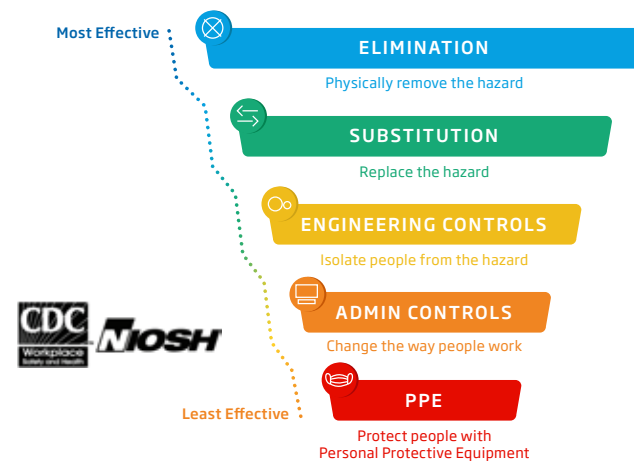 Most Effective
ELIMINATION
Physically remove the hazard
SUBSTITUTION
Replace the hazard
ENGINEERING CONTROLS
Isolate people from the hazard
CDC
Workplace
Safety and Health
NIOSH
ADMIN CONTROLS
Change the way people work
PPE
Least Effective
Protect people with
Personal Protective Equipment